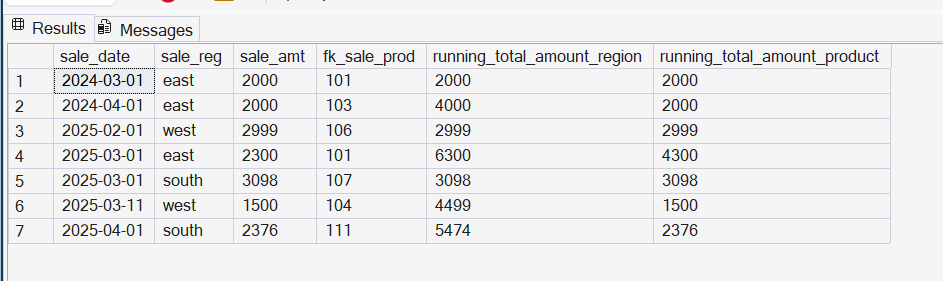 Results Messages
sale_date sale_reg sale_amt fk_sale_prod running_total_amount_region running_total_amount_product
1 2024-03-01 east 2000 101 2000 2000
2 2024-04-01 east 2000 103 4000 2000
3 2025-02-01 west 2999 106 2999 2999
4 2025-03-01 east 2300 101 6300 4300
5 2025-03-01 south 3098 107 3098 3098
6 2025-03-11 west 1500 104 4499 1500
7 2025-04-01 south 2376 111 5474 2376